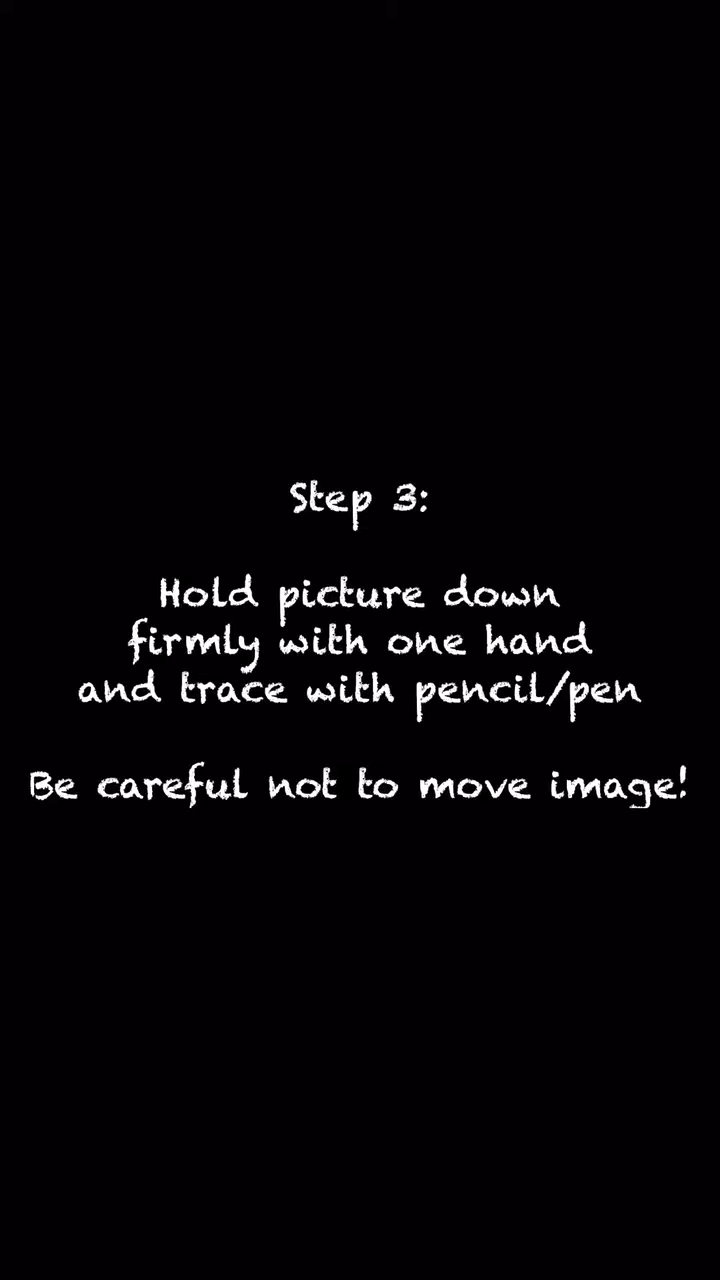 Step 3:
Hold picture down
firmly with one hand
and trace with pencil/pen
Be careful not to move image!